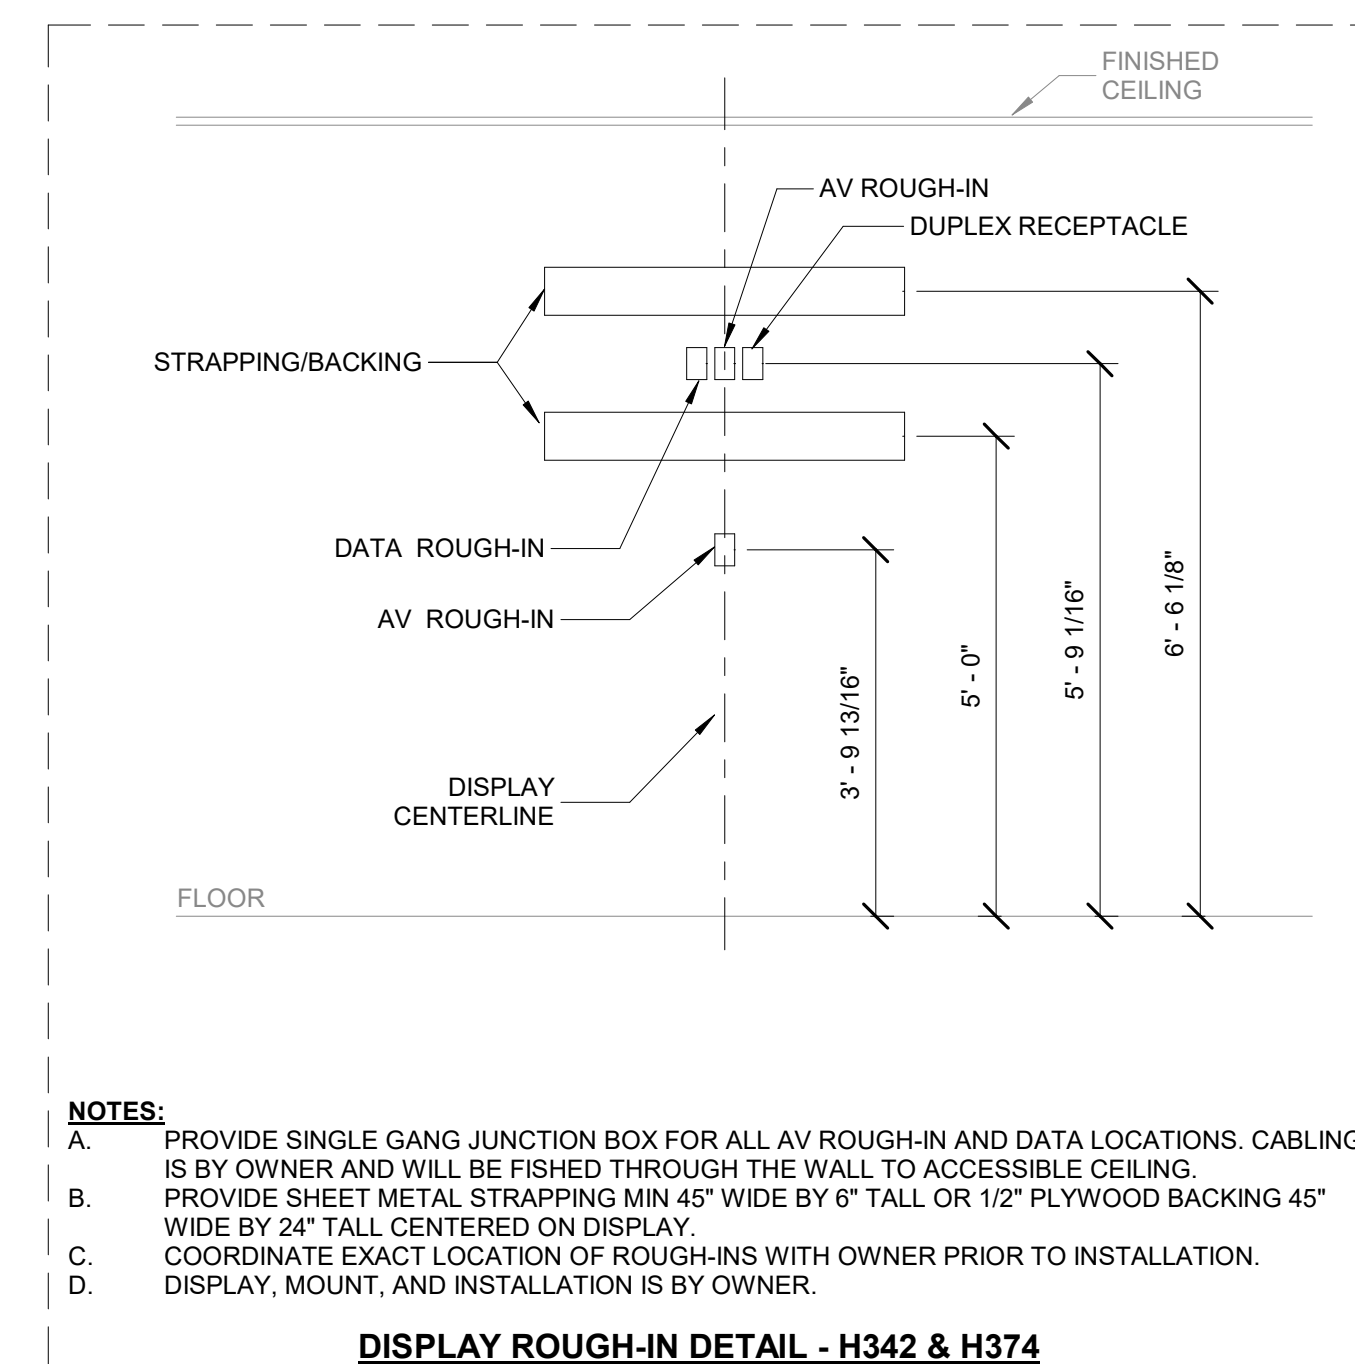 FINISHED
CEILING
AV ROUGH-IN
DUPLEX RECEPTACLE
STRAPPING/BACKING
DATA ROUGH-IN
AV ROUGH-IN
3' - 9 13/16"
5' - 0"
5' - 9 1/16"
6' - 6 1/8"
DISPLAY
CENTERLINE
FLOOR
NOTES:
A. PROVIDE SINGLE GANG JUNCTION BOX FOR ALL AV ROUGH-IN AND DATA LOCATIONS. CABLING
IS BY OWNER AND WILL BE FISHED THROUGH THE WALL TO ACCESSIBLE CEILING.
B. PROVIDE SHEET METAL STRAPPING MIN 45" WIDE BY 6" TALL OR 1/2" PLYWOOD BACKING 45"
WIDE BY 24" TALL CENTERED ON DISPLAY.
C. COORDINATE EXACT LOCATION OF ROUGH-INS WITH OWNER PRIOR TO INSTALLATION.
D. DISPLAY, MOUNT, AND INSTALLATION IS BY OWNER.
DISPLAY ROUGH-IN DETAIL - H342 & H374